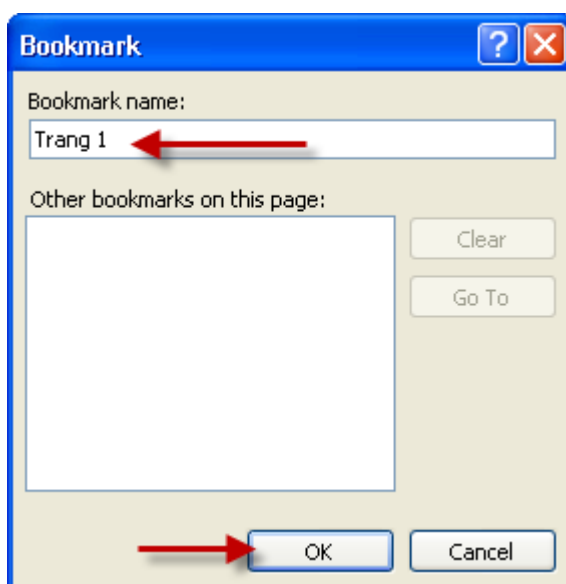 Bookmark
Bookmark name:
Trang 1
Other bookmarks on this page:
Clear
Go To
OK
Cancel